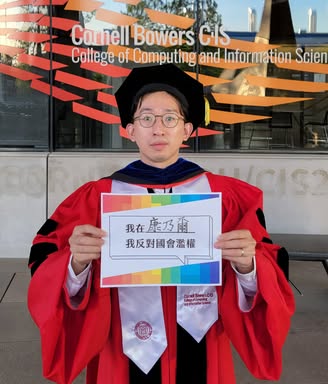 Cornell Bowers CIS
College of Computing and Information Scien
我在康乃爾
我反對國會濫權